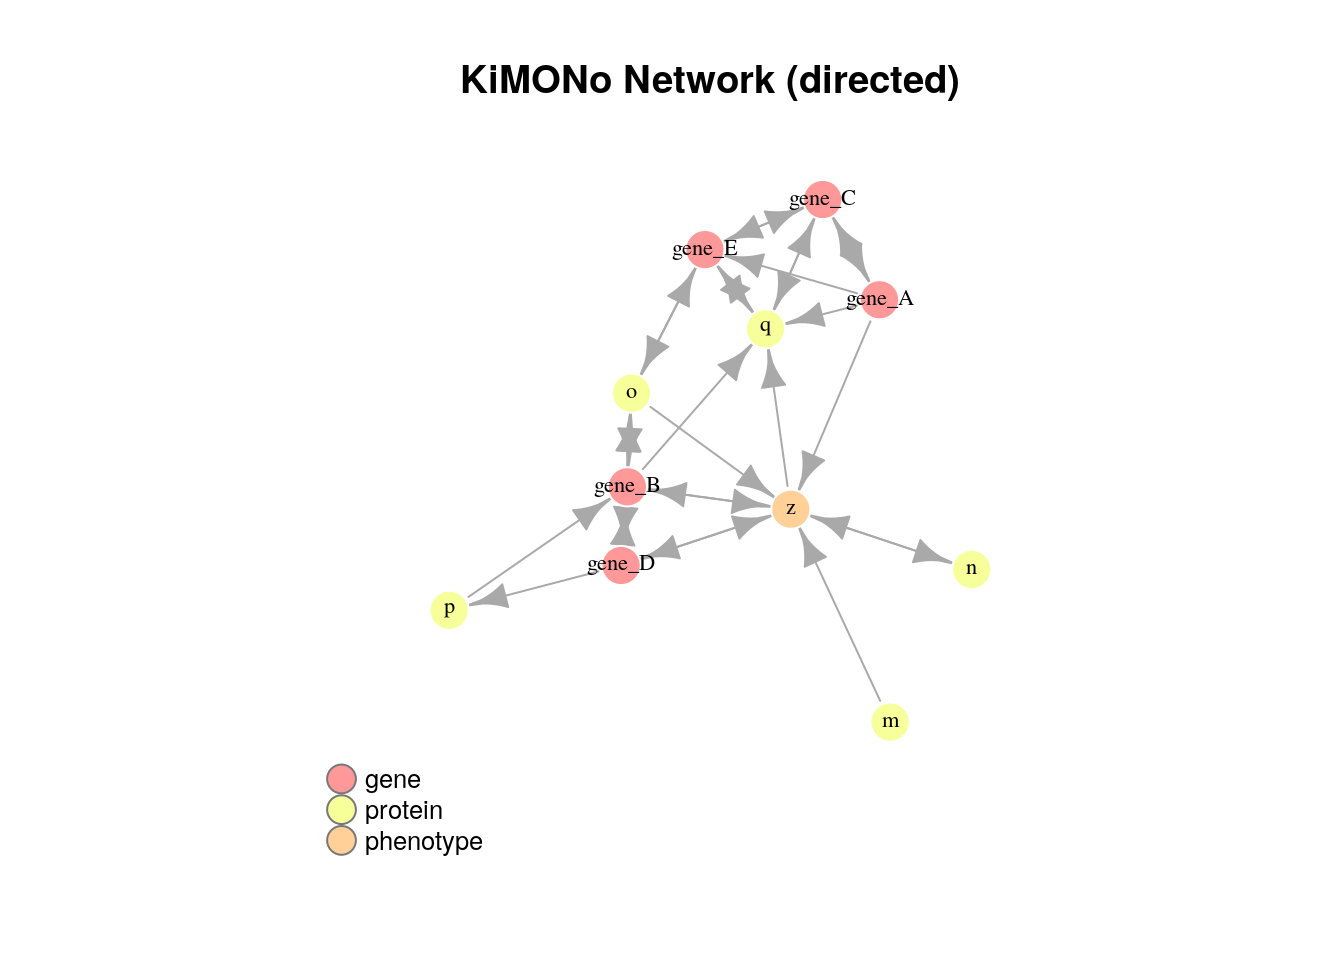 KiMONo Network (directed)
gene_C
gene_E
gene_A
q
o
gene_B
z
gene_D
n
p
m
gene
protein
phenotype